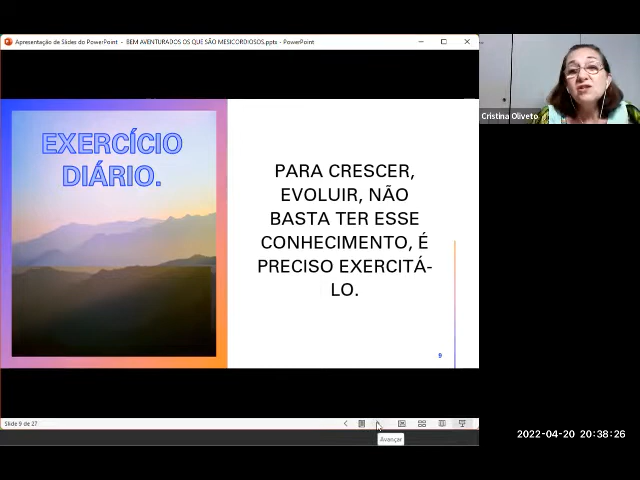 Apresentação de Slides do PowerPoint - BEM AVENTURADOS OS QUE SÃO MESICORDIOSOS.pptx - PowerPoint
EXERCÍCIO
DIÁRIO.
PARA CRESCER,
EVOLUIR, NÃO
BASTA TER ESSE
CONHECIMENTO, É
PRECISO EXERCITÁ-
LO.
9
Cristina Oliveto
Slide 9 de 27
Avançar
2022-04-20 20:38:26